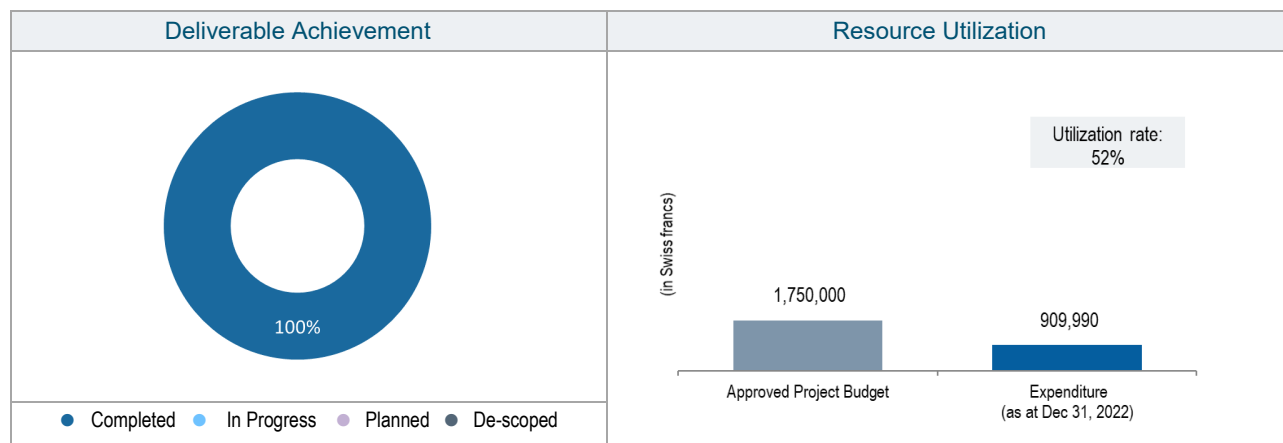 Deliverable Achievement
Resource Utilization
100%
Completed
In Progress
Planned
De-scoped
Utilization rate:
52%
(in Swiss francs)
1,750,000
909,990
Approved Project Budget
Expenditure
(as at Dec 31, 2022)